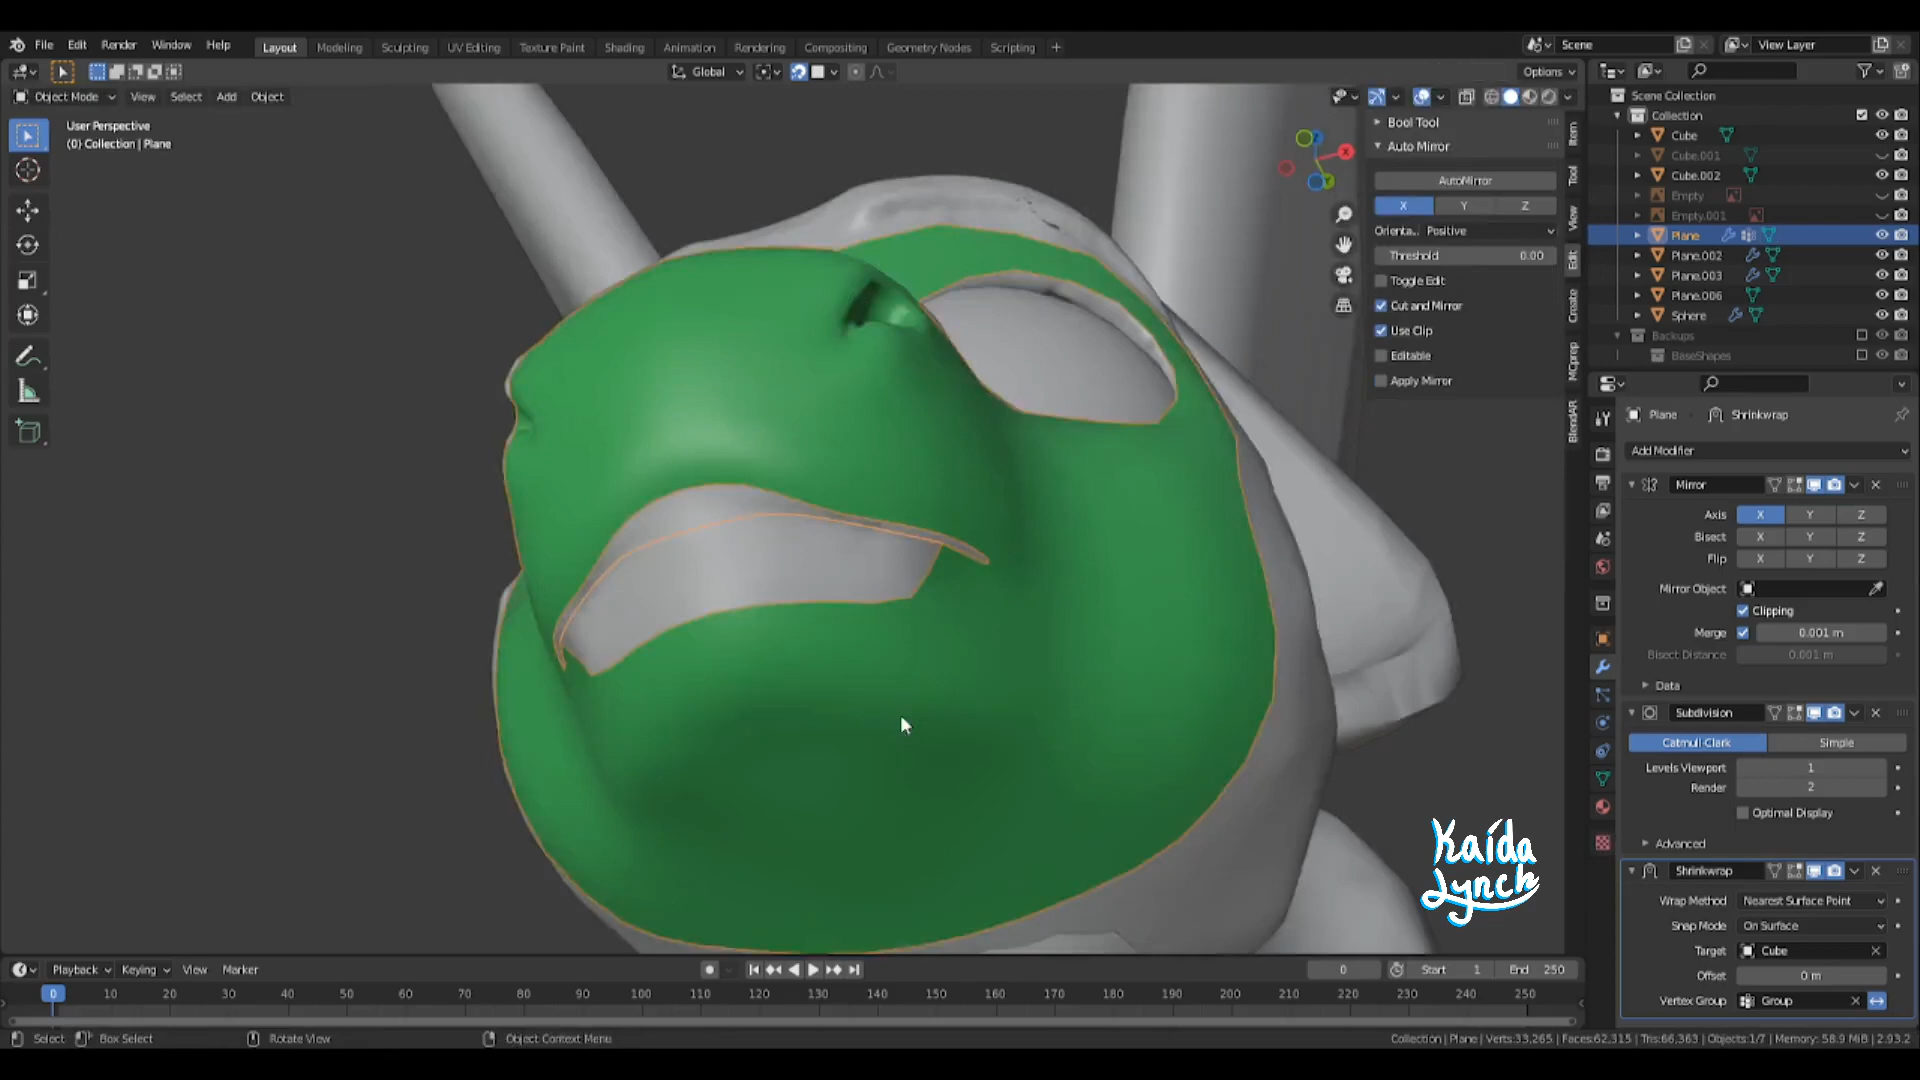 File Edit Render Window Help Layout Modeling Sculpting UV Editing Texture Paint Shading Animation Rendering Compositing Geometry Nodes Scripting + Scene View Layer
Global Options
Object Mode View Select Add Object
User Perspective
(0) Collection | Plane
Bool Tool
Auto Mirror
AutoMirror
X Y Z
Orienta.. Positive
Threshold 0.00
Toggle Edit
Cut and Mirror
Use Clip
Editable
Apply Mirror
Item
Tool
View
Edit
Create
MCprep
BlendAR
X
Y
Scene Collection
Collection
Cube
Cube.001
Cube.002
Empty
Empty.001
Plane
Plane.002
Plane.003
Plane.006
Sphere
Backups
BaseShapes
Plane Shrinkwrap
Add Modifier
Mirror
Axis X Y Z
Bisect X Y Z
Flip X Y Z
Mirror Object
Clipping
Merge 0.001 m
Bisect Distance 0.001 m
Data
Subdivision
Catmull-Clark Simple
Levels Viewport 1
Render 2
Optimal Display
Advanced
Shrinkwrap
Wrap Method Nearest Surface Point
Snap Mode On Surface
Target Cube
Offset 0 m
Vertex Group Group
Kaida
Lynch
Playback Keying View Marker 0 Start 1 End 250
0 10 20 30 40 50 60 70 80 90 100 110 120 130 140 150 160 170 180 190 200 210 220 230 240 250
Select Box Select Rotate View Object Context Menu Collection | Plane | Verts:33,265 | Faces:62,315 | Tris:66,363 | Objects:1/7 | Memory: 58.9 MiB | 2.93.2